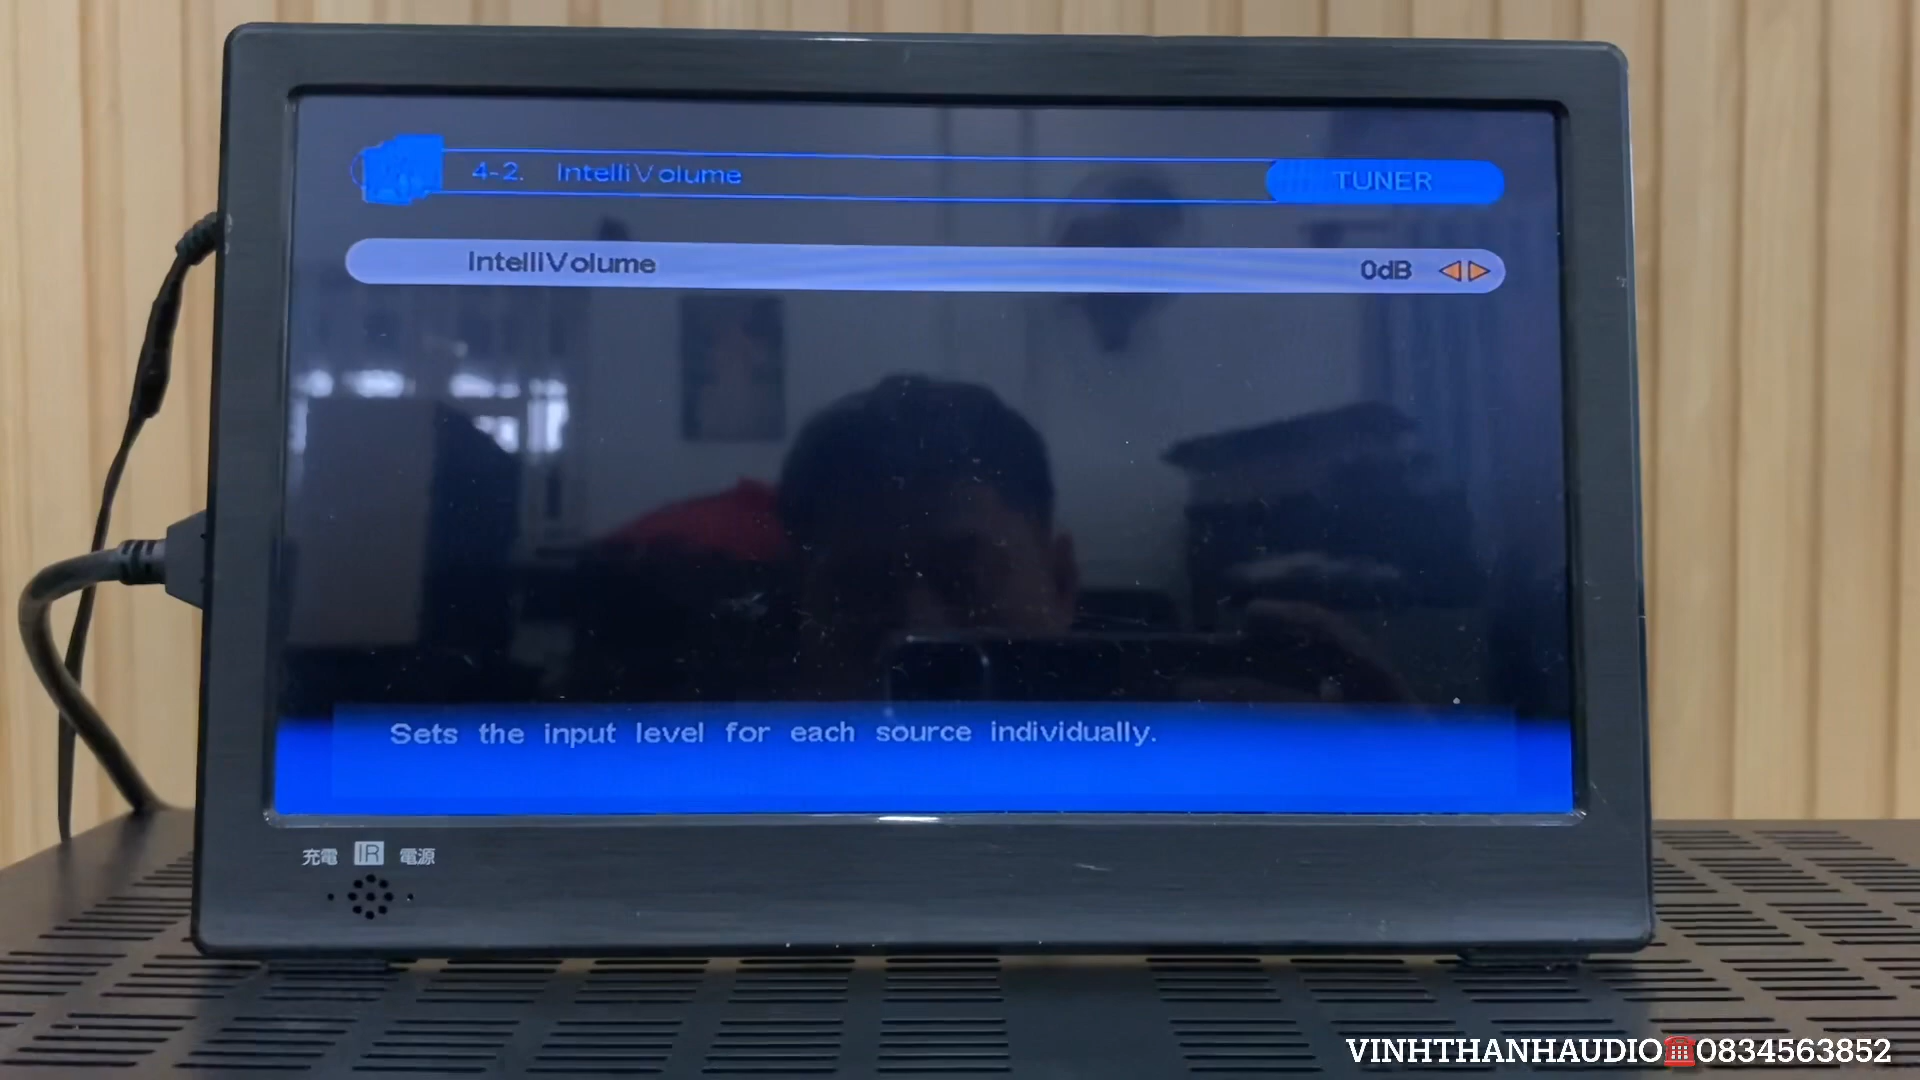 4-2. IntelliVolume
TUNER
IntelliVolume 0dB
Sets the input level for each source individually.
充電 IR 電源
VINHTHANHAUDIO☎0834563852